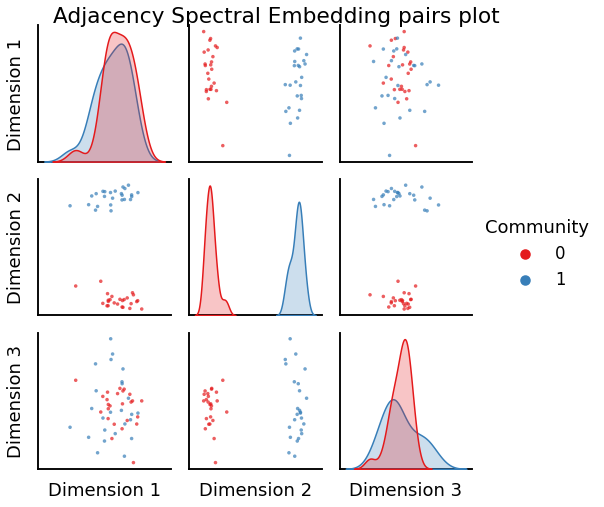 Adjacency Spectral Embedding pairs plot
Dimension 1
Dimension 2
Dimension 3
Community
0
1
Dimension 1
Dimension 2
Dimension 3